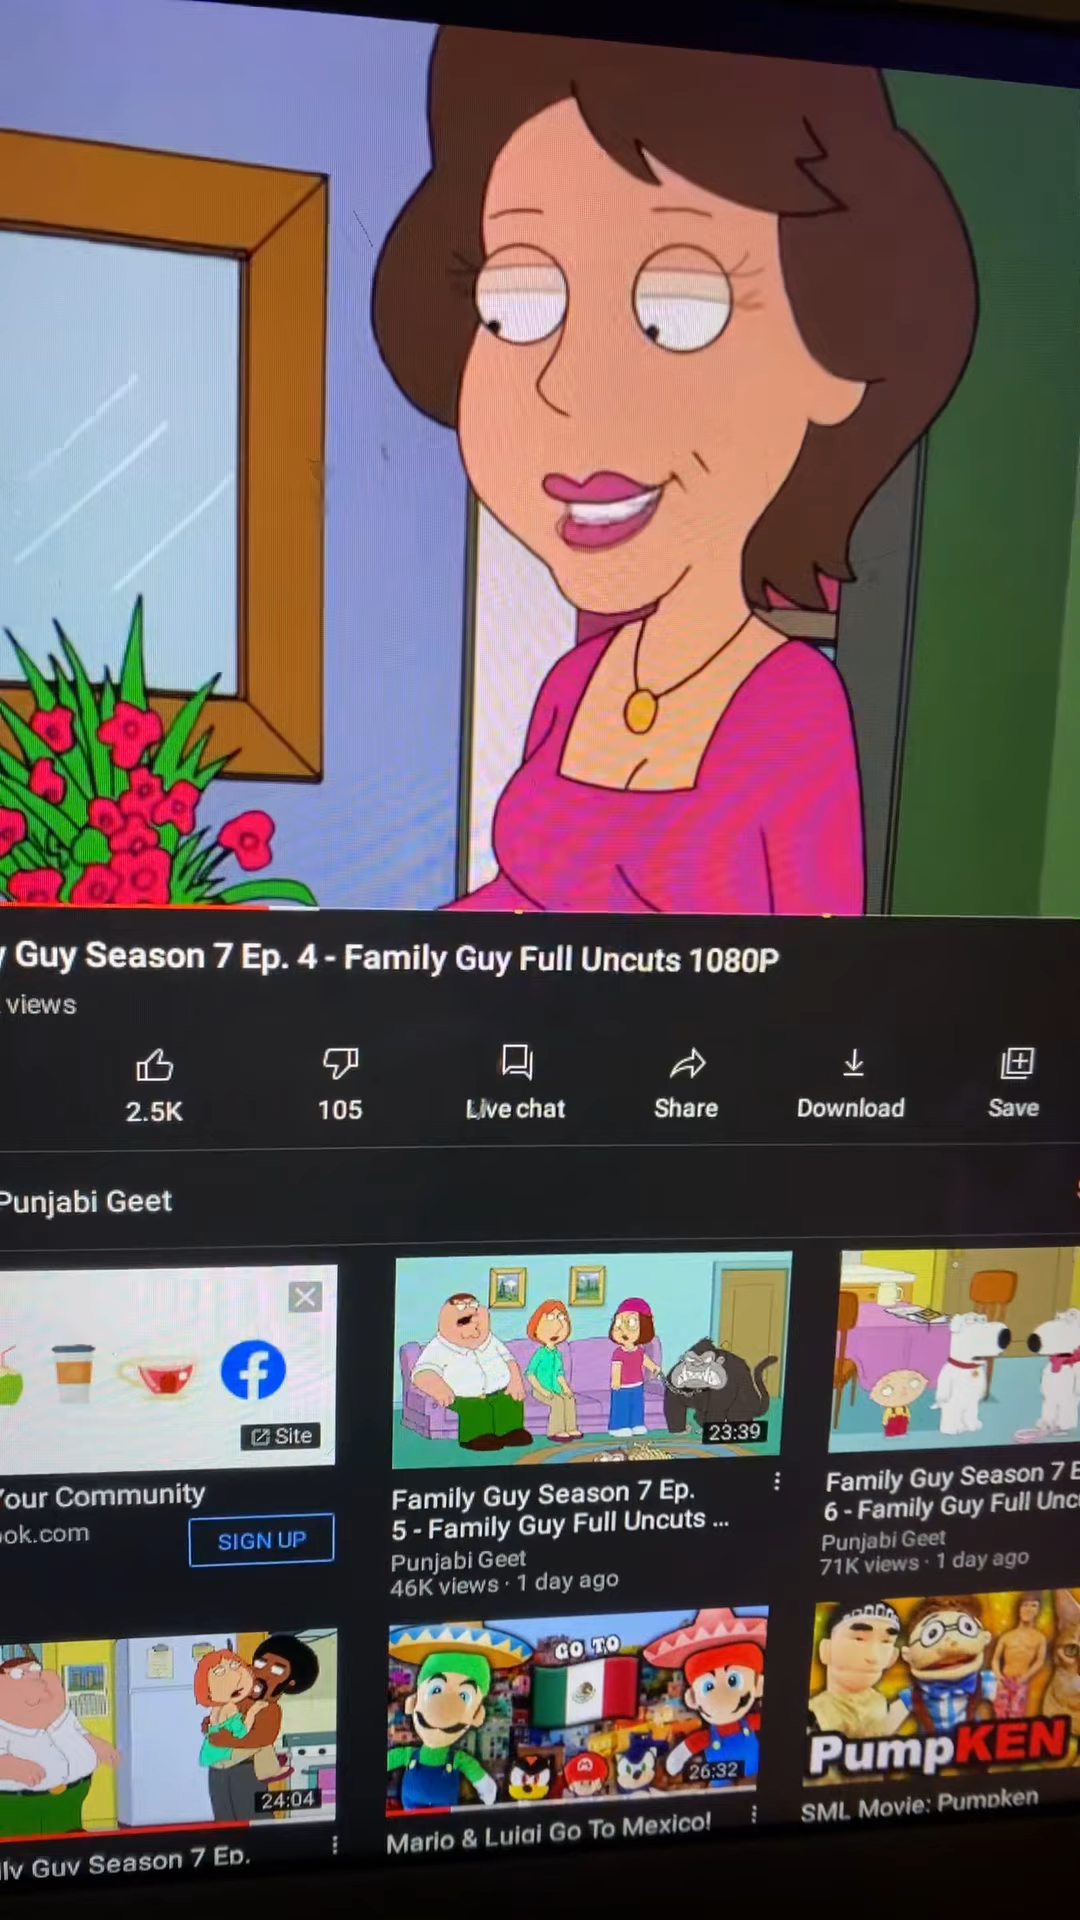 Guy Season 7 Ep. 4 - Family Guy Full Uncuts 1080P
views
2.5K
105
Live chat
Share
Download
Save
Punjabi Geet
Site
Your Community
ok.com
SIGN UP
23:39
Family Guy Season 7 Ep.
5 - Family Guy Full Uncuts ...
Punjabi Geet
46K views · 1 day ago
Family Guy Season 7 E
6 - Family Guy Full Unc
Punjabi Geet
71K views · 1 day ago
24:04
ly Guy Season 7 Ep.
GO TO
26:32
Mario & Luigi Go To Mexico!
PumpKEN
SML Movie: Pumpken